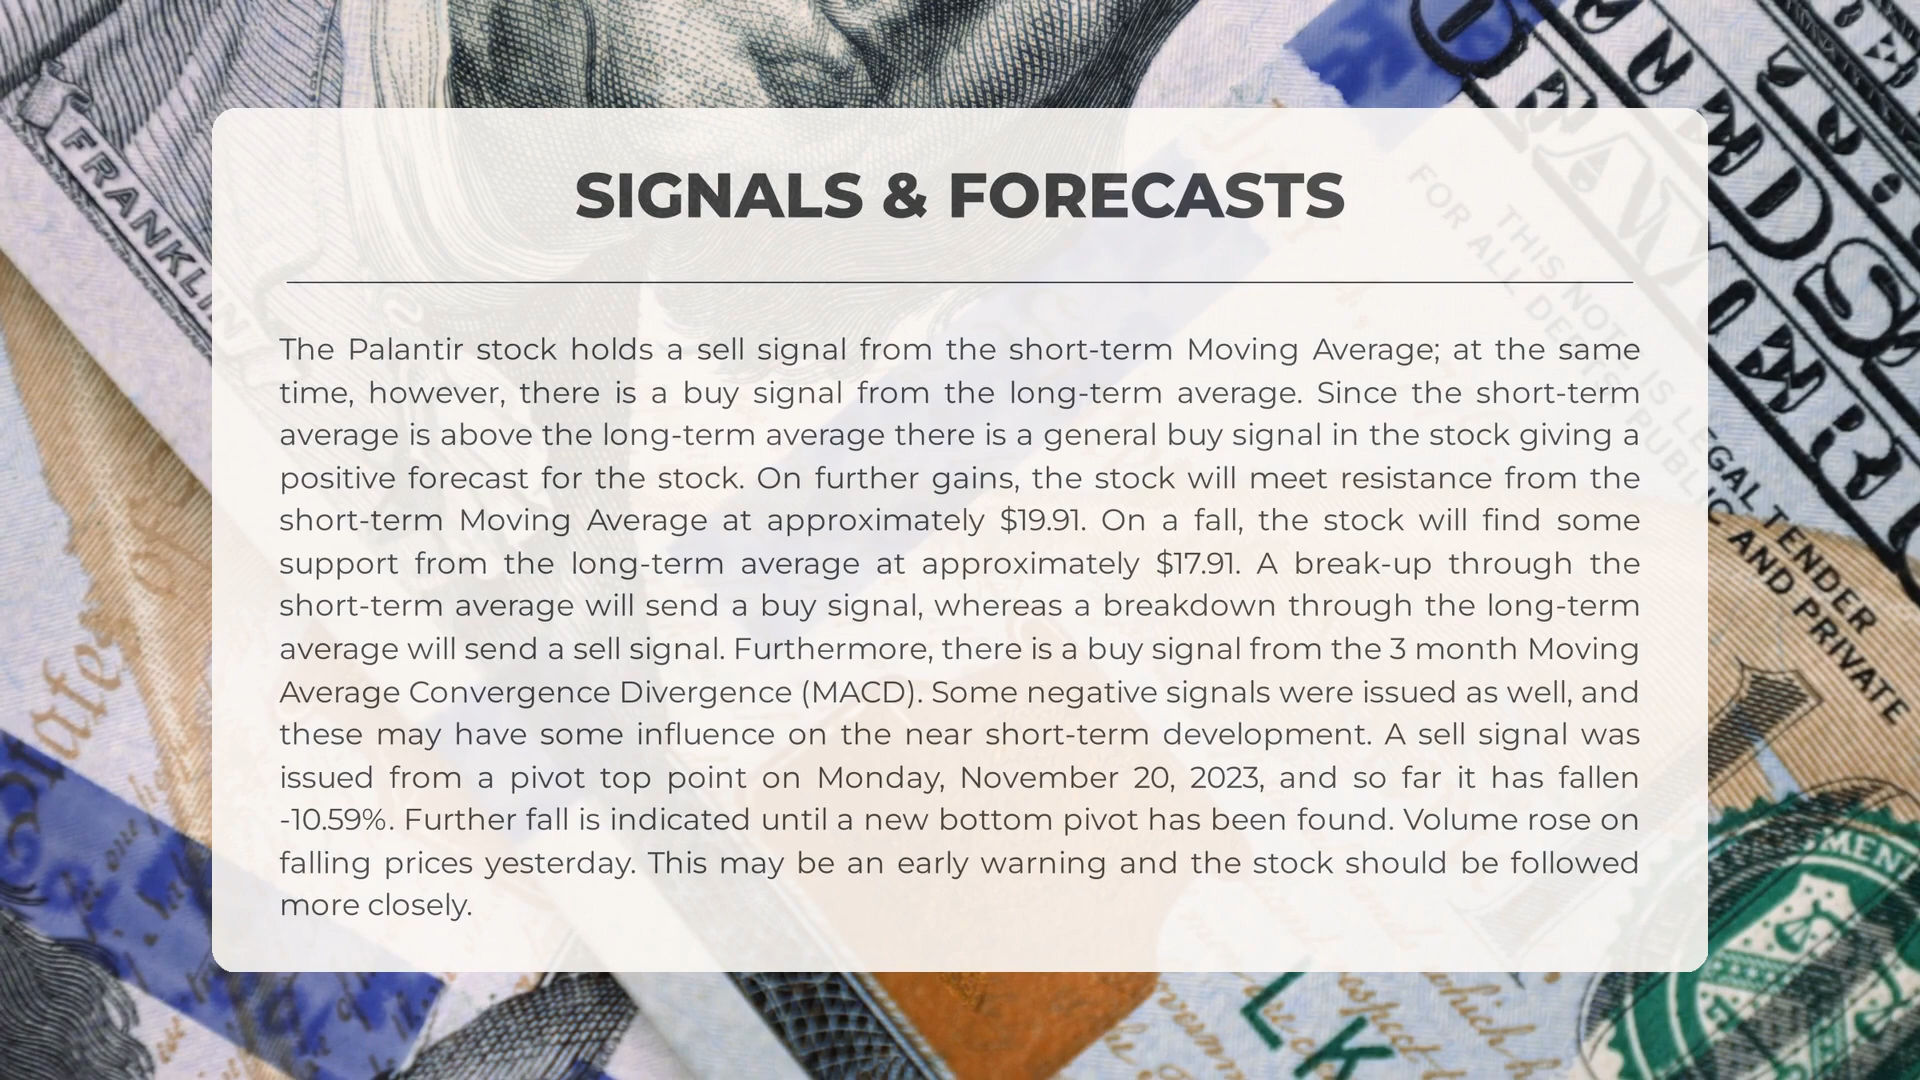 FRANKLIN
SIGNALS & FORECASTS
The Palantir stock holds a sell signal from the short-term Moving Average; at the same
time, however, there is a buy signal from the long-term average. Since the short-term
average is above the long-term average there is a general buy signal in the stock giving a
positive forecast for the stock. On further gains, the stock will meet resistance from the
short-term Moving Average at approximately $19.91. On a fall, the stock will find some
support from the long-term average at approximately $17.91. A break-up through the
short-term average will send a buy signal, whereas a breakdown through the long-term
average will send a sell signal. Furthermore, there is a buy signal from the 3 month Moving
Average Convergence Divergence (MACD). Some negative signals were issued as well, and
these may have some influence on the near short-term development. A sell signal was
issued from a pivot top point on Monday, November 20, 2023, and so far it has fallen
-10.59%. Further fall is indicated until a new bottom pivot has been found. Volume rose on
falling prices yesterday. This may be an early warning and the stock should be followed
more closely.
THIS NOTE IS LEGAL TENDER
FOR ALL DEBTS, PUBLIC AND PRIVATE